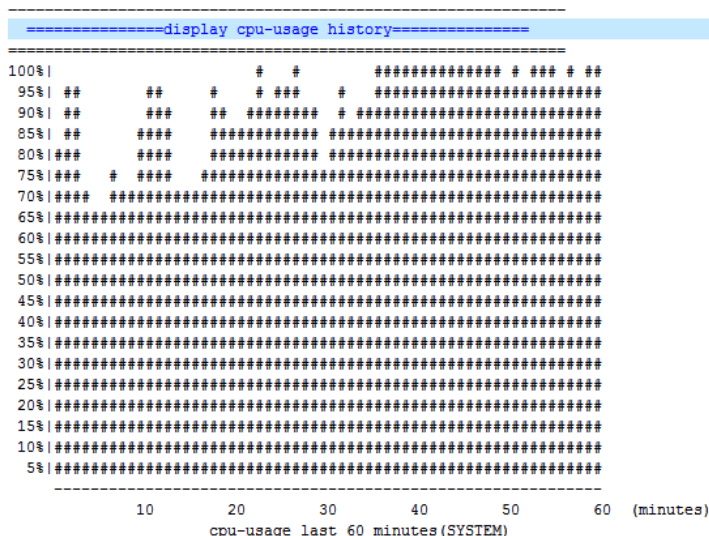 -------------------------------------------------------------
===============display cpu-usage history===============
=============================================================
100%|                      #   #        ############## # ### # ##
95%| ##       ##     #    # ###    #   #########################
90%| ##       ###    ##  ########  # ###########################
85%| ##      ####    ############ ##############################
80%|###      ####    ############ ##############################
75%|###   #  ####   ############################################
70%|####  ######################################################
65%|############################################################
60%|############################################################
55%|############################################################
50%|############################################################
45%|############################################################
40%|############################################################
35%|############################################################
30%|############################################################
25%|############################################################
20%|############################################################
15%|############################################################
10%|############################################################
5%|############################################################
------------------------------------------------------------
10        20        30        40        50        60  (minutes)
cpu-usage last 60 minutes(SYSTEM)